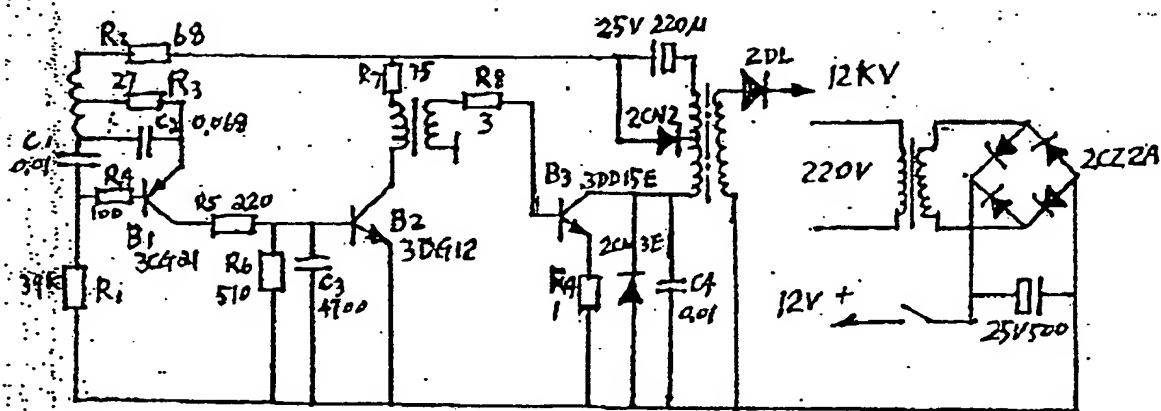 25V 220μ
R2 68
R7 75
R8
3
2DL
12KV
27 R3
C2 0.068
2CN2
C1
0.01
R4
100
B1
3CG21
R5 220
B2
3DG12
B3 3DD15E
220V
2CZ2A
39K R1
R6
510
C3
4700
1
2CN3E
C4
0.01
12V +
25V500